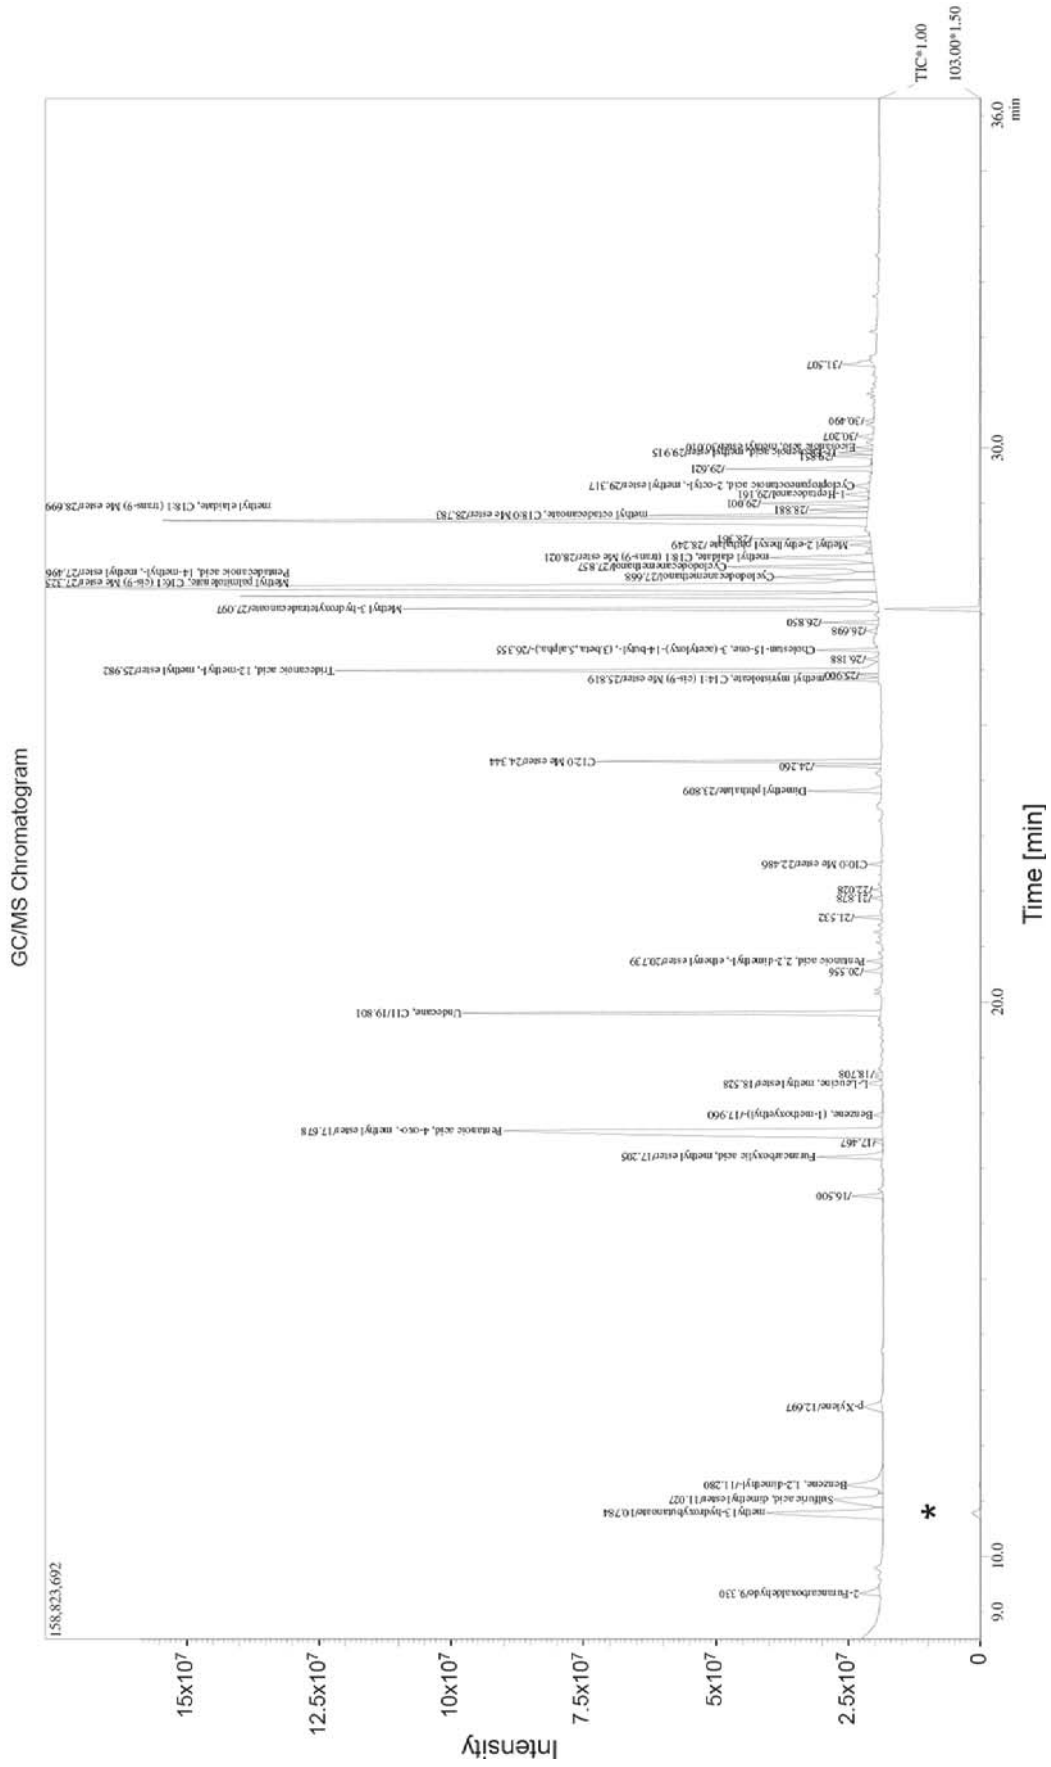 GC/MS Chromatogram
158,823,692
Intensity
15x10⁷
12.5x10⁷
10x10⁷
7.5x10⁷
5x10⁷
2.5x10⁷
0
2-Furancarboxaldehyde/9.330
methyl 3-hydroxybutanoate/10.784
Sulfuric acid, dimethyl ester/11.027
Benzene, 1,2-dimethyl-/11.280
p-Xylene/12.697
/16.500
Furancarboxylic acid, methyl ester/17.205
/17.467
Pentanoic acid, 4-oxo-, methyl ester/17.678
Benzene, (1-methoxyethyl)-/17.960
L-Leucine, methyl ester/18.528
/18.708
Undecane, C11/19.801
/20.556
Pentanoic acid, 2,2-dimethyl-, ethenyl ester/20.739
/21.532
/21.878
/22.028
C10:0 Me ester/22.486
Dimethyl phthalate/23.809
/24.260
C12:0 Me ester/24.344
methyl myristoleate, C14:1 (cis-9) Me ester/25.819
/25.900
Tridecanoic acid, 12-methyl-, methyl ester/25.982
/26.188
Cholestan-15-one, 3-(acetyloxy)-14-butyl-, (3.beta.,5.alpha.)-/26.355
/26.698
/26.850
Methyl 3-hydroxytetradecanoate/27.097
Methyl palmitoleate, C16:1 (cis-9) Me ester/27.325
Pentadecanoic acid, 14-methyl-, methyl ester/27.496
Cyclododecanemethanol/27.668
Cyclododecanemethanol/27.857
methyl elaidate, C18:1 (trans-9) Me ester/28.021
Methyl 2-ethylhexyl phthalate/28.249
/28.361
methyl elaidate, C18:1 (trans-9) Me ester/28.699
methyl octadecanoate, C18:0 Me ester/28.783
/28.881
/29.001
1-Heptadecanol/29.161
Cyclopropaneoctanoic acid, 2-octyl-, methyl ester/29.317
/29.621
/29.851
acid, methyl ester/29.915
Eicosanoic acid, methyl ester/30.010
/30.207
/30.490
/31.507
*
TIC*1.00
103.00*1.50
9.0
10.0
20.0
30.0
36.0
min
Time [min]